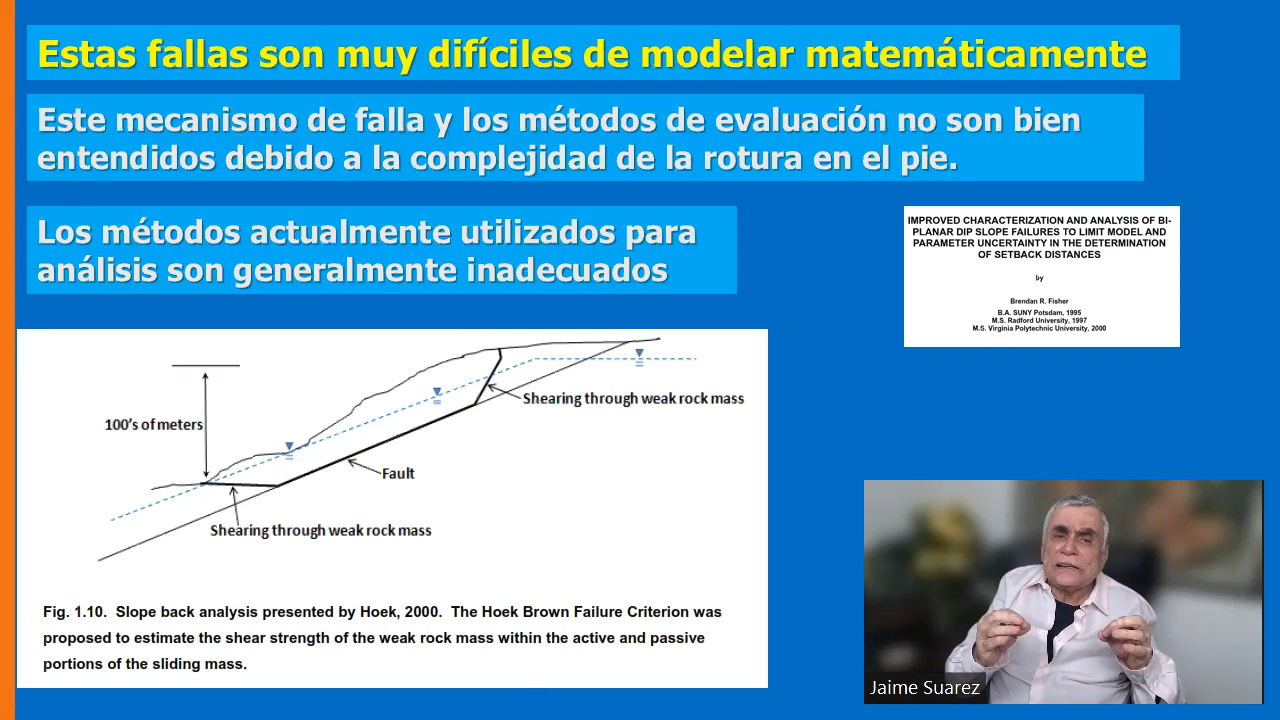 Estas fallas son muy difíciles de modelar matemáticamente
Este mecanismo de falla y los métodos de evaluación no son bien
entendidos debido a la complejidad de la rotura en el pie.
Los métodos actualmente utilizados para
análisis son generalmente inadecuados
IMPROVED CHARACTERIZATION AND ANALYSIS OF BI-
PLANAR DIP SLOPE FAILURES TO LIMIT MODEL AND
PARAMETER UNCERTAINTY IN THE DETERMINATION
OF SETBACK DISTANCES
by
Brendan R. Fisher
B.A. SUNY Potsdam, 1995
M.S. Radford University, 1997
M.S. Virginia Polytechnic University, 2000
100's of meters
Shearing through weak rock mass
Fault
Shearing through weak rock mass
Fig. 1.10. Slope back analysis presented by Hoek, 2000. The Hoek Brown Failure Criterion was
proposed to estimate the shear strength of the weak rock mass within the active and passive
portions of the sliding mass.
Jaime Suarez